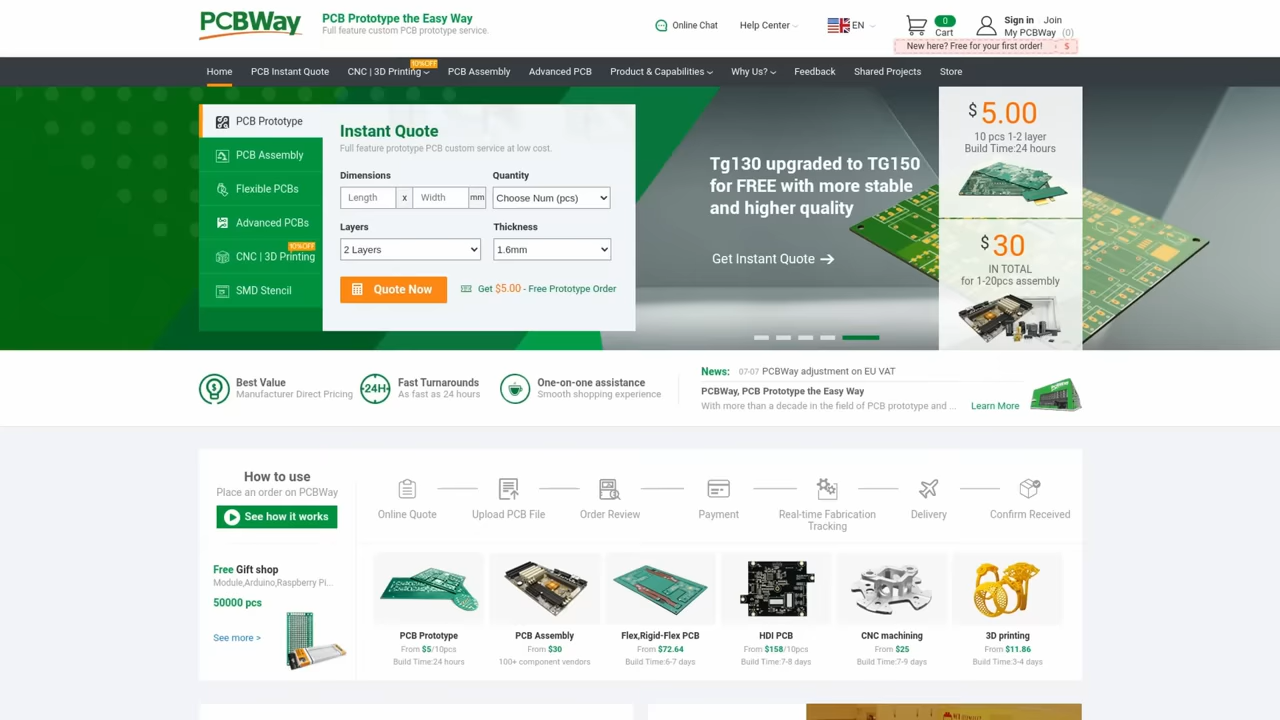 PCBWay
PCB Prototype the Easy Way
Full feature custom PCB prototype service.
Online Chat
Help Center
EN
0
Cart
Sign in
Join
My PCBWay (0)
New here? Free for your first order!
$
10%OFF
Home
PCB Instant Quote
CNC | 3D Printing
PCB Assembly
Advanced PCB
Product & Capabilities
Why Us?
Feedback
Shared Projects
Store
PCB Prototype
PCB Assembly
Flexible PCBs
Advanced PCBs
10%OFF
CNC | 3D Printing
SMD Stencil
Instant Quote
Full feature prototype PCB custom service at low cost.
Dimensions
Quantity
Length x Width mm
Choose Num (pcs)
Layers
Thickness
2 Layers
1.6mm
Quote Now
Get $5.00 - Free Prototype Order
Tg130 upgraded to TG150
for FREE with more stable
and higher quality
Get Instant Quote
$ 5.00
10 pcs 1-2 layer
Build Time:24 hours
$ 30
IN TOTAL
for 1-20pcs assembly
Best Value
Manufacturer Direct Pricing
24H
Fast Turnarounds
As fast as 24 hours
One-on-one assistance
Smooth shopping experience
News: 07-07 PCBWay adjustment on EU VAT
PCBWay, PCB Prototype the Easy Way
With more than a decade in the field of PCB prototype and ...
Learn More
How to use
Place an order on PCBWay
See how it works
Online Quote
Upload PCB File
Order Review
Payment
Real-time Fabrication
Tracking
Delivery
Confirm Received
Free Gift shop
Module,Arduino,Raspberry Pi...
50000 pcs
See more >
PCB Prototype
From $5/10pcs
Build Time:24 hours
PCB Assembly
From $30
100+ component vendors
Flex,Rigid-Flex PCB
From $72.64
Build Time:6-7 days
HDI PCB
From $158/10pcs
Build Time:7-8 days
CNC machining
From $25
Build Time:7-9 days
3D printing
From $11.86
Build Time:3-4 days